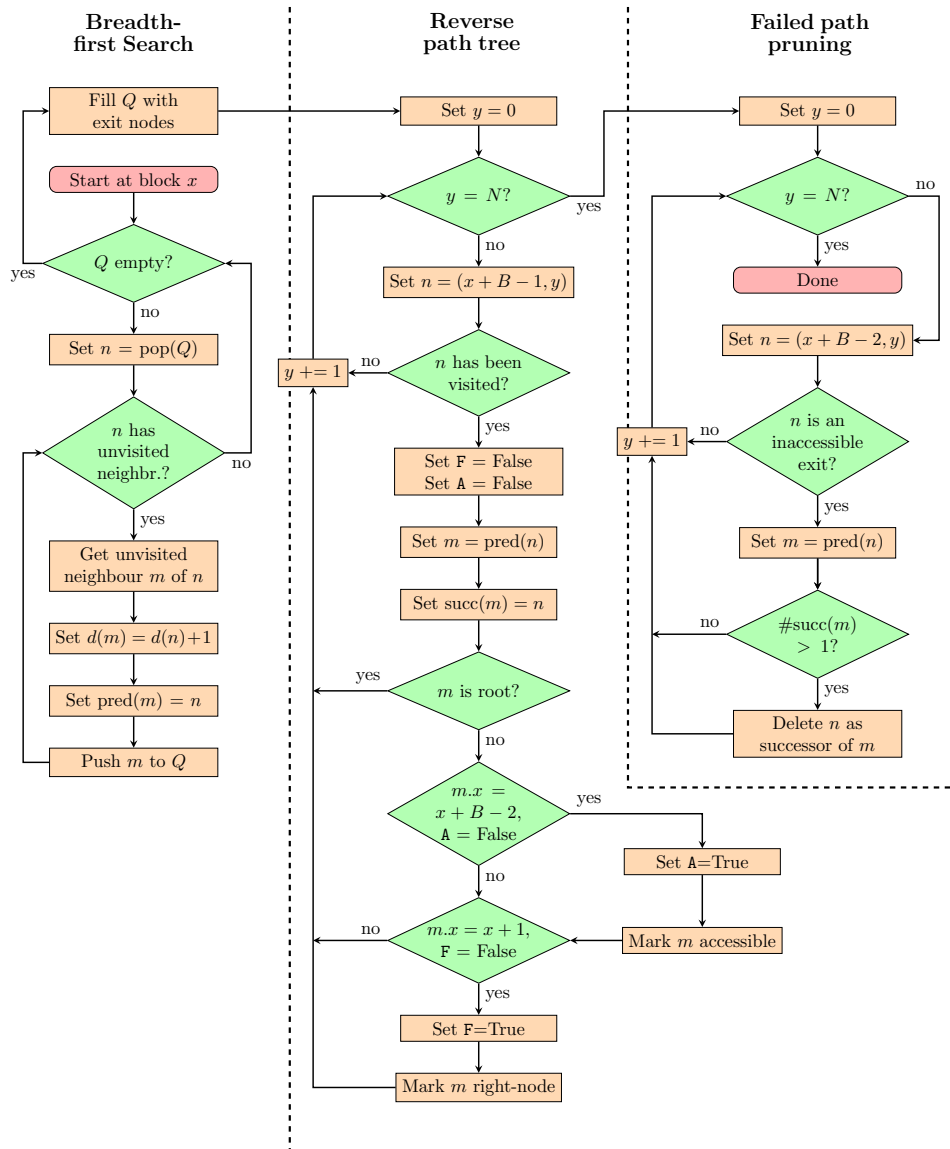 Breadth-
first Search
Fill Q with
exit nodes
Start at block x
Q empty?
yes
no
Set n = pop(Q)
n has
unvisited
neighbr.?
no
yes
Get unvisited
neighbour m of n
Set d(m) = d(n)+1
Set pred(m) = n
Push m to Q
Reverse
path tree
Set y = 0
y = N?
yes
no
Set n = (x + B − 1, y)
n has been
visited?
no
y += 1
yes
Set F = False
Set A = False
Set m = pred(n)
Set succ(m) = n
m is root?
yes
no
m.x =
x + B − 2,
A = False
yes
Set A=True
Mark m accessible
no
m.x = x + 1,
F = False
no
yes
Set F=True
Mark m right-node
Failed path
pruning
Set y = 0
y = N?
no
yes
Done
Set n = (x + B − 2, y)
n is an
inaccessible
exit?
no
y += 1
yes
Set m = pred(n)
#succ(m)
> 1?
no
yes
Delete n as
successor of m